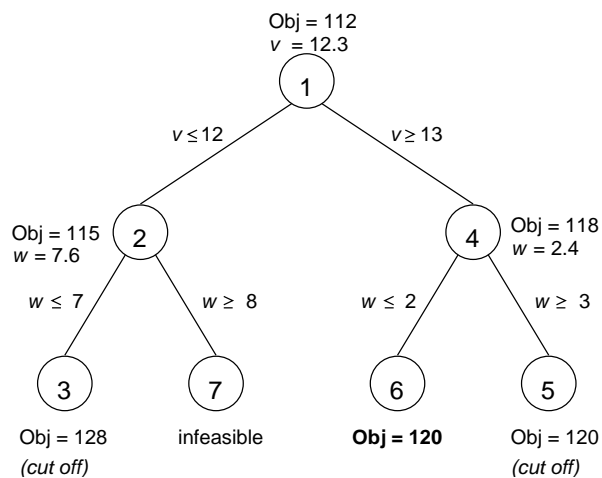 Obj = 112
v = 12.3
1
v ≤ 12
v ≥ 13
Obj = 115
w = 7.6
2
4
Obj = 118
w = 2.4
w ≤ 7
w ≥ 8
w ≤ 2
w ≥ 3
3
7
6
5
Obj = 128
(cut off)
infeasible
Obj = 120
Obj = 120
(cut off)